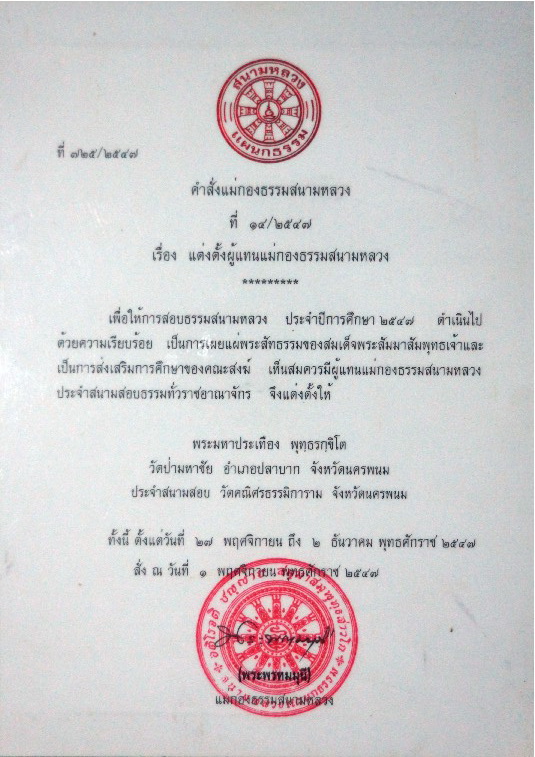 สนามหลวง
แผนกธรรม
ที่ ๗๒๕/๒๕๔๗
คำสั่งแม่กองธรรมสนามหลวง
ที่ ๑๔/๒๕๔๗
เรื่อง แต่งตั้งผู้แทนแม่กองธรรมสนามหลวง
*********
เพื่อให้การสอบธรรมสนามหลวง ประจำปีการศึกษา ๒๕๔๗ ดำเนินไป
ด้วยความเรียบร้อย เป็นการเผยแผ่พระสัทธรรมของสมเด็จพระสัมมาสัมพุทธเจ้าและ
เป็นการส่งเสริมการศึกษาของคณะสงฆ์ เห็นสมควรมีผู้แทนแม่กองธรรมสนามหลวง
ประจำสนามสอบธรรมทั่วราชอาณาจักร จึงแต่งตั้งให้
พระมหาประเทือง พุทฺธรกฺขิโต
วัดป่ามหาชัย อำเภอปลาปาก จังหวัดนครพนม
ประจำสนามสอบ วัดคณิศรธรรมิการาม จังหวัดนครพนม
ทั้งนี้ ตั้งแต่วันที่ ๒๗ พฤศจิกายน ถึง ๒ ธันวาคม พุทธศักราช ๒๕๔๗
สั่ง ณ วันที่ ๑ พฤศจิกายน พุทธศักราช ๒๕๔๗
(พระพรหมมุนี)
แม่กองธรรมสนามหลวง